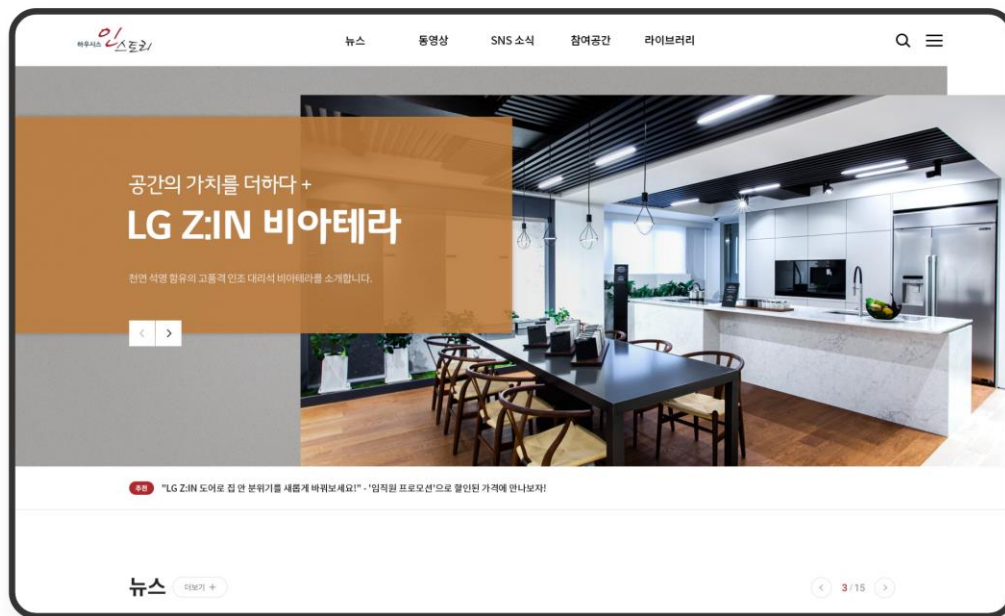 하우시스 인스토리
뉴스 동영상 SNS 소식 참여공간 라이브러리
공간의 가치를 더하다 +
LG Z:IN 비아테라
천연 석영 함유의 고품격 인조 대리석 비아테라를 소개합니다.
추천 "LG Z:IN 도어로 집 안 분위기를 새롭게 바꿔보세요!" - '임직원 프로모션'으로 할인된 가격에 만나보자!
뉴스 더보기 +
3 / 15